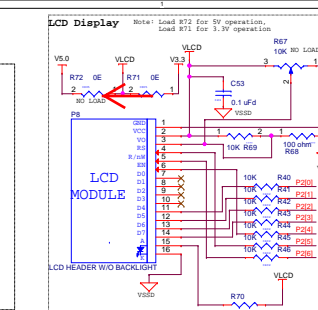 1
LCD Display
Note: Load R72 for 5V operation,
Load R71 for 3.3V operation
R67
10K
NO LOAD
VLCD
V5.0
VLCD
V3.3
3
1
R72
0E
R71
0E
2
1
2
1
NO LOAD
2
C53
0.1 uFd
VSSD
P8
GND 1
VCC 2
VO 3
RS 4
R/nW 5
EN 6
D0 7
D1 8
D2 9
D3 10
D4 11
D5 12
D6 13
D7 14
A 15
K 16
LCD
MODULE
LCD HEADER W/O BACKLIGHT
VSSD
1
2
1
10K R69
100 ohm
R68
10K R40 P2[0]
10K R41 P2[1]
10K R42 P2[2]
10K R43 P2[3]
10K R44 P2[4]
10K R45 P2[5]
10K R46 P2[6]
VLCD
R70